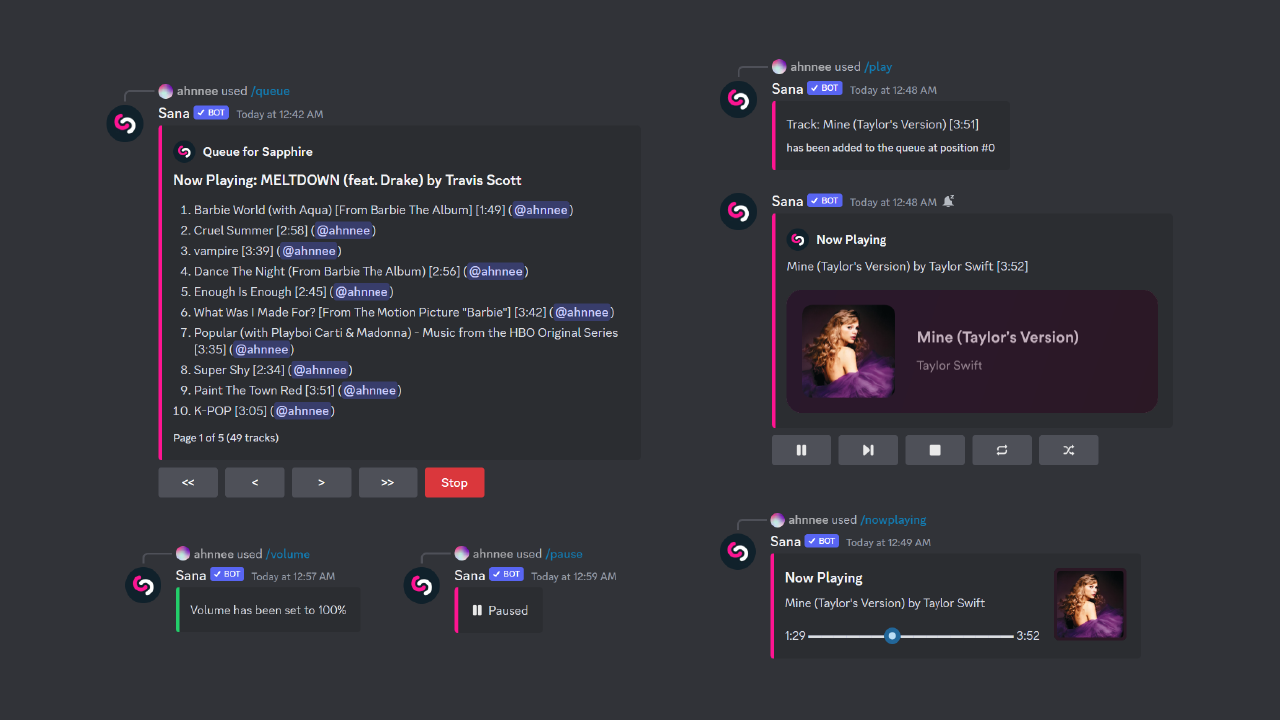 ahnnee used /queue
Sana ✓ BOT Today at 12:42 AM
Queue for Sapphire
Now Playing: MELTDOWN (feat. Drake) by Travis Scott
1. Barbie World (with Aqua) [From Barbie The Album] [1:49] (@ahnnee)
2. Cruel Summer [2:58] (@ahnnee)
3. vampire [3:39] (@ahnnee)
4. Dance The Night (From Barbie The Album) [2:56] (@ahnnee)
5. Enough Is Enough [2:45] (@ahnnee)
6. What Was I Made For? [From The Motion Picture "Barbie"] [3:42] (@ahnnee)
7. Popular (with Playboi Carti & Madonna) - Music from the HBO Original Series
[3:35] (@ahnnee)
8. Super Shy [2:34] (@ahnnee)
9. Paint The Town Red [3:51] (@ahnnee)
10. K-POP [3:05] (@ahnnee)
Page 1 of 5 (49 tracks)
<< < > >> Stop
ahnnee used /volume
Sana ✓ BOT Today at 12:57 AM
Volume has been set to 100%
ahnnee used /pause
Sana ✓ BOT Today at 12:59 AM
Paused
ahnnee used /play
Sana ✓ BOT Today at 12:48 AM
Track: Mine (Taylor's Version) [3:51]
has been added to the queue at position #0
Sana ✓ BOT Today at 12:48 AM
Now Playing
Mine (Taylor's Version) by Taylor Swift [3:52]
Mine (Taylor's Version)
Taylor Swift
ahnnee used /nowplaying
Sana ✓ BOT Today at 12:49 AM
Now Playing
Mine (Taylor's Version) by Taylor Swift
1:29 3:52